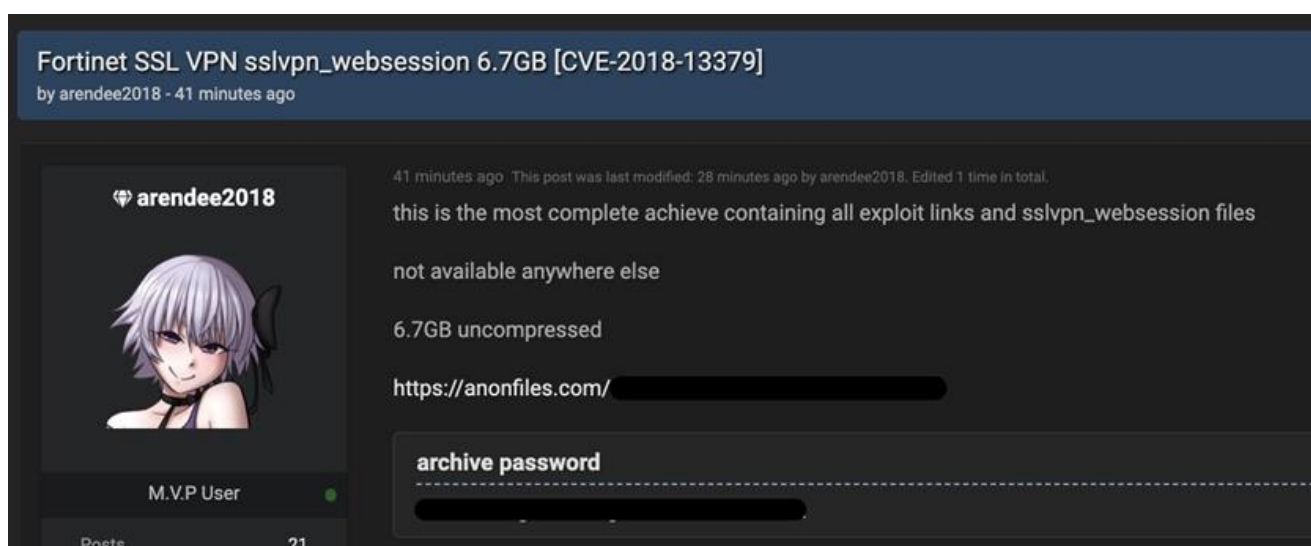 Fortinet SSL VPN sslvpn_websession 6.7GB [CVE-2018-13379]
by arendee2018 - 41 minutes ago
arendee2018
M.V.P User
Posts 21
41 minutes ago This post was last modified: 28 minutes ago by arendee2018. Edited 1 time in total.
this is the most complete achieve containing all exploit links and sslvpn_websession files
not available anywhere else
6.7GB uncompressed
https://anonfiles.com/
archive password